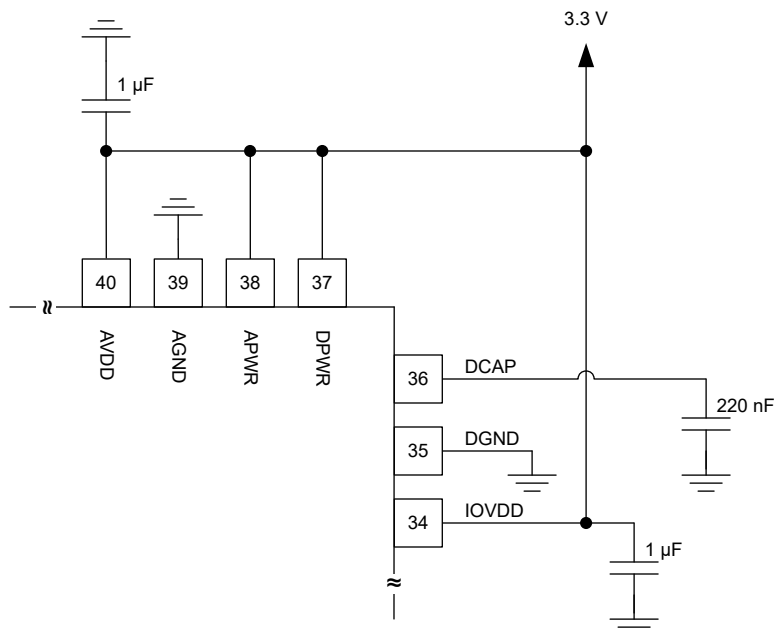 3.3 V
1 µF
40
39
38
37
AVDD
AGND
APWR
DPWR
36
DCAP
220 nF
35
DGND
34
IOVDD
1 µF